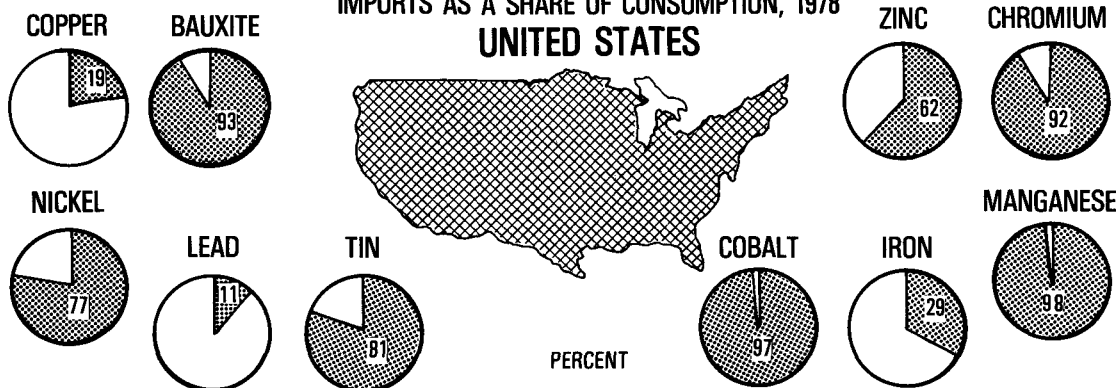 IMPORTS AS A SHARE OF CONSUMPTION, 1978
UNITED STATES
COPPER
19
BAUXITE
93
ZINC
62
CHROMIUM
92
NICKEL
77
LEAD
11
TIN
81
COBALT
97
IRON
29
MANGANESE
98
PERCENT